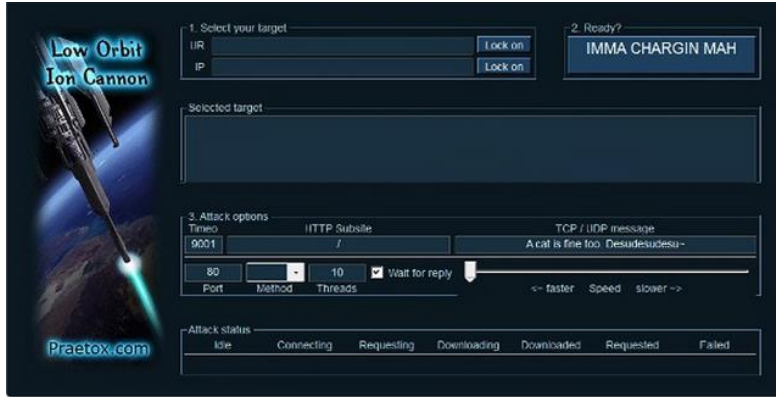 Low Orbit
Ion Cannon
Praetox.com
1. Select your target
UR
Lock on
IP
Lock on
2. Ready?
IMMA CHARGIN MAH
Selected target
3. Attack options
Timeo
HTTP Subsite
TCP / UDP message
9001
/
A cat is fine too. Desudesudesu~
80
10
Wait for reply
Port
Method
Threads
<- faster Speed slower ->
Attack status
Idle Connecting Requesting Downloading Downloaded Requested Failed